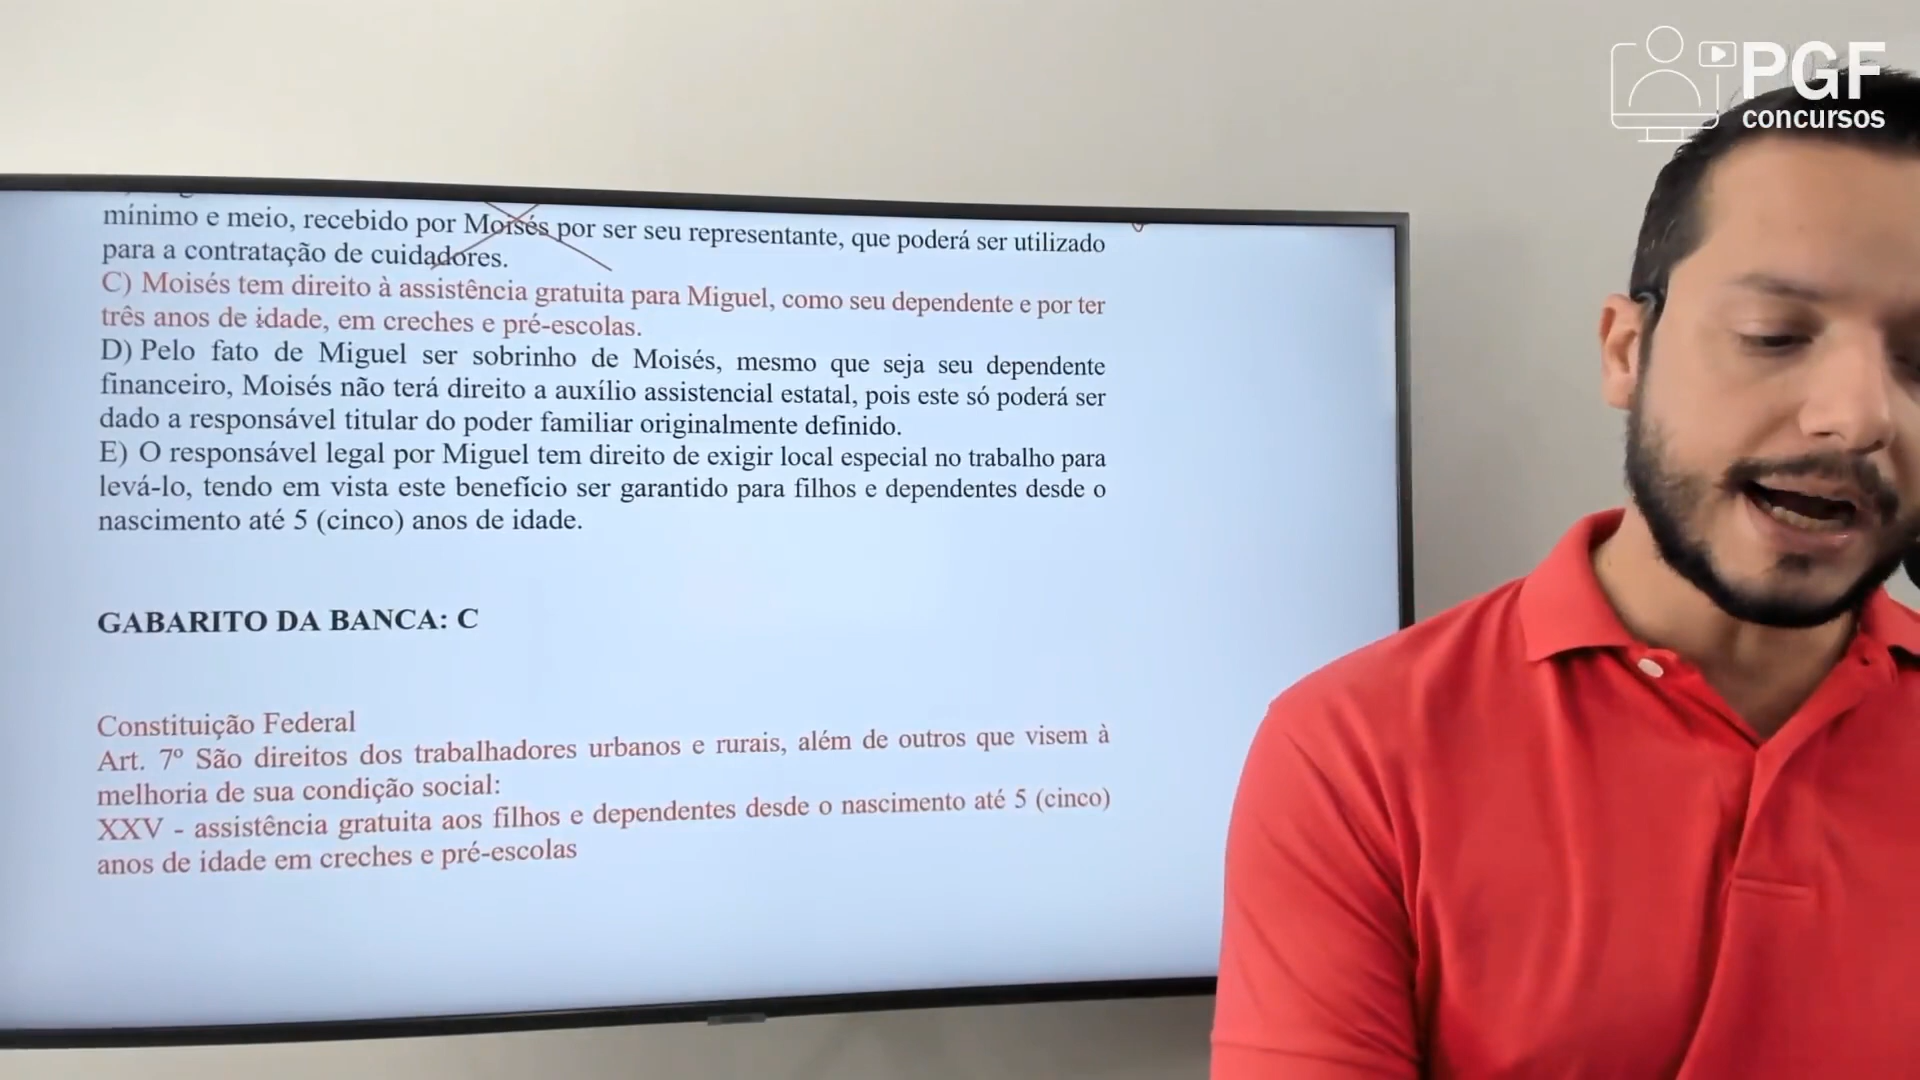 PGF
concursos
mínimo e meio, recebido por Moisés por ser seu representante, que poderá ser utilizado
para a contratação de cuidadores.
C) Moisés tem direito à assistência gratuita para Miguel, como seu dependente e por ter
três anos de idade, em creches e pré-escolas.
D) Pelo fato de Miguel ser sobrinho de Moisés, mesmo que seja seu dependente
financeiro, Moisés não terá direito a auxílio assistencial estatal, pois este só poderá ser
dado a responsável titular do poder familiar originalmente definido.
E) O responsável legal por Miguel tem direito de exigir local especial no trabalho para
levá-lo, tendo em vista este benefício ser garantido para filhos e dependentes desde o
nascimento até 5 (cinco) anos de idade.
GABARITO DA BANCA: C
Constituição Federal
Art. 7º São direitos dos trabalhadores urbanos e rurais, além de outros que visem à
melhoria de sua condição social:
XXV - assistência gratuita aos filhos e dependentes desde o nascimento até 5 (cinco)
anos de idade em creches e pré-escolas